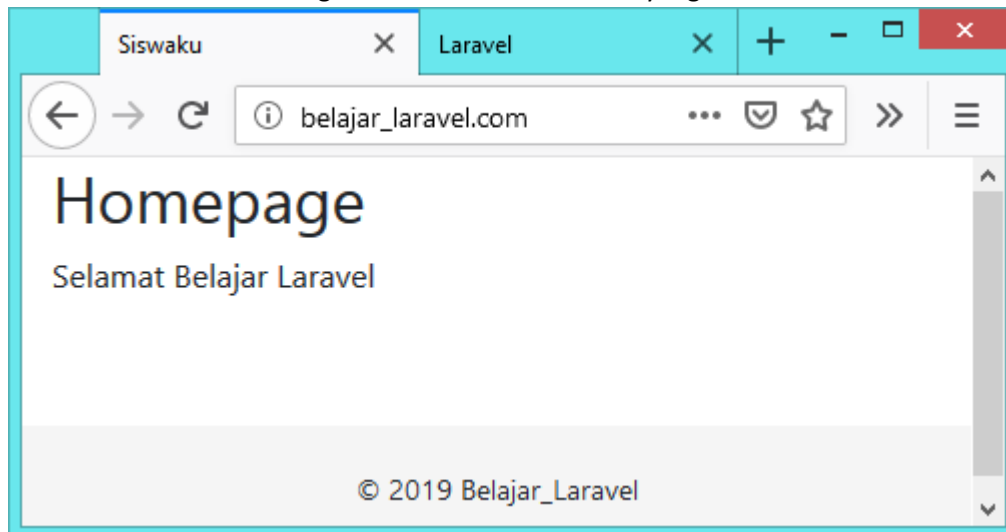 Siswaku
Laravel
belajar_laravel.com
Homepage
Selamat Belajar Laravel
© 2019 Belajar_Laravel